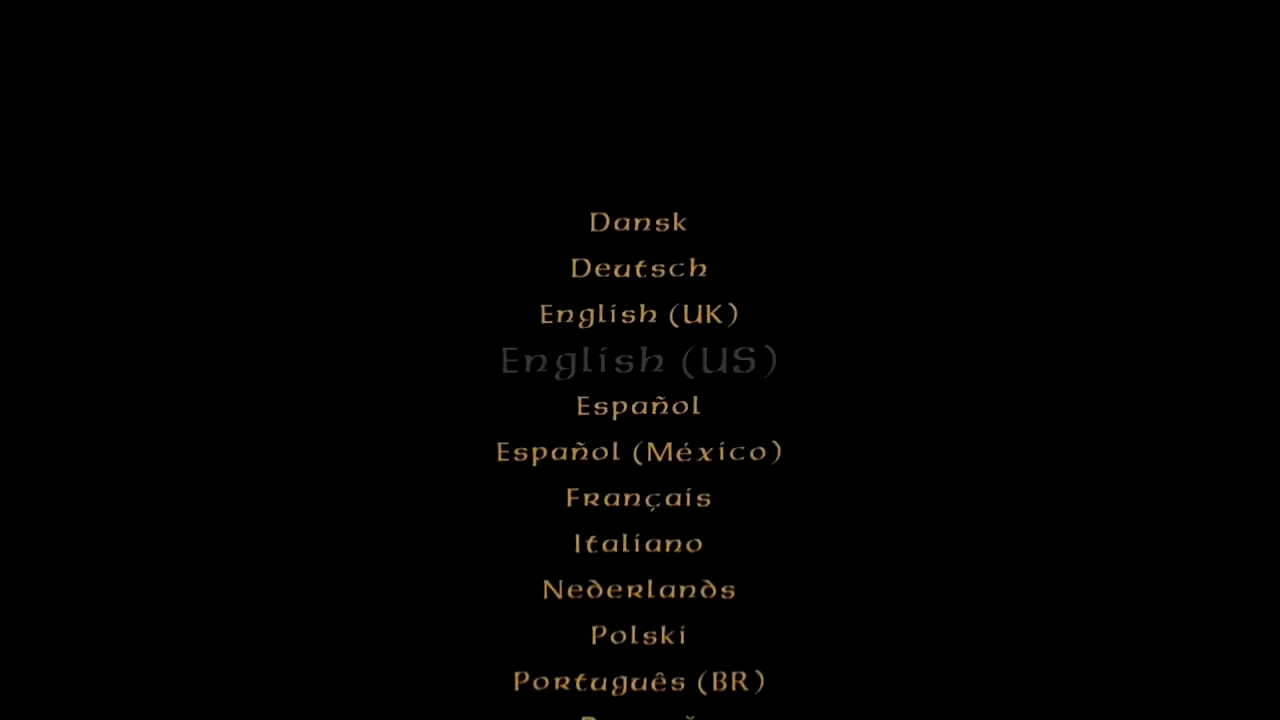 Dansk
Deutsch
English (UK)
English (US)
Español
Español (México)
Français
Italiano
Nederlands
Polski
Português (BR)